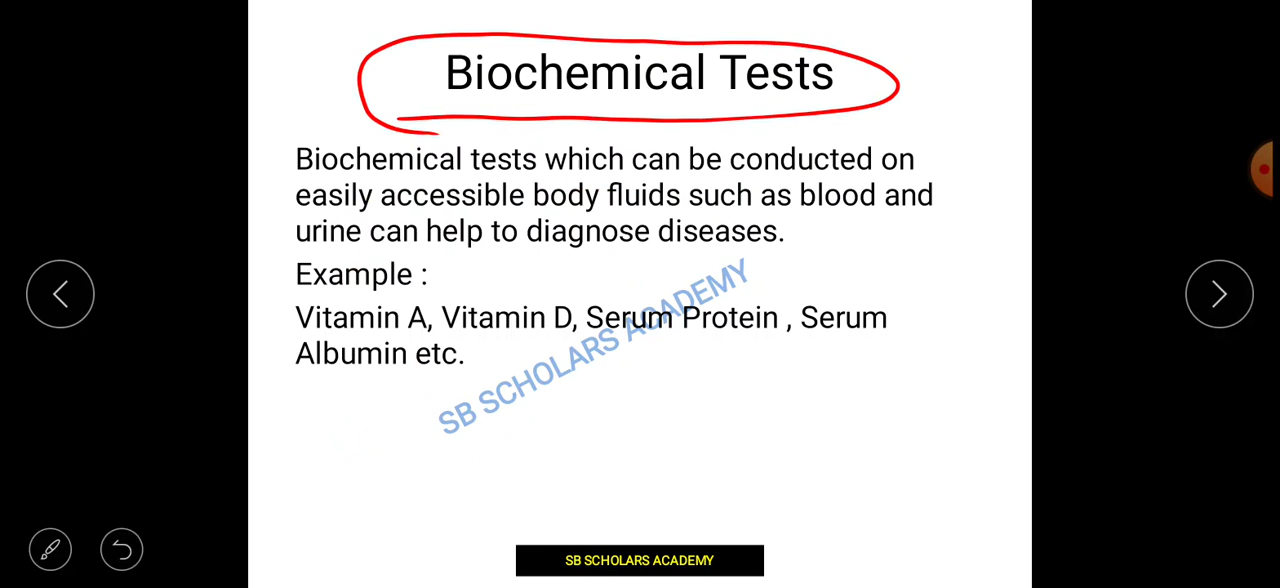 Biochemical Tests
Biochemical tests which can be conducted on
easily accessible body fluids such as blood and
urine can help to diagnose diseases.
Example :
Vitamin A, Vitamin D, Serum Protein , Serum
Albumin etc.
SB SCHOLARS ACADEMY
SB SCHOLARS ACADEMY